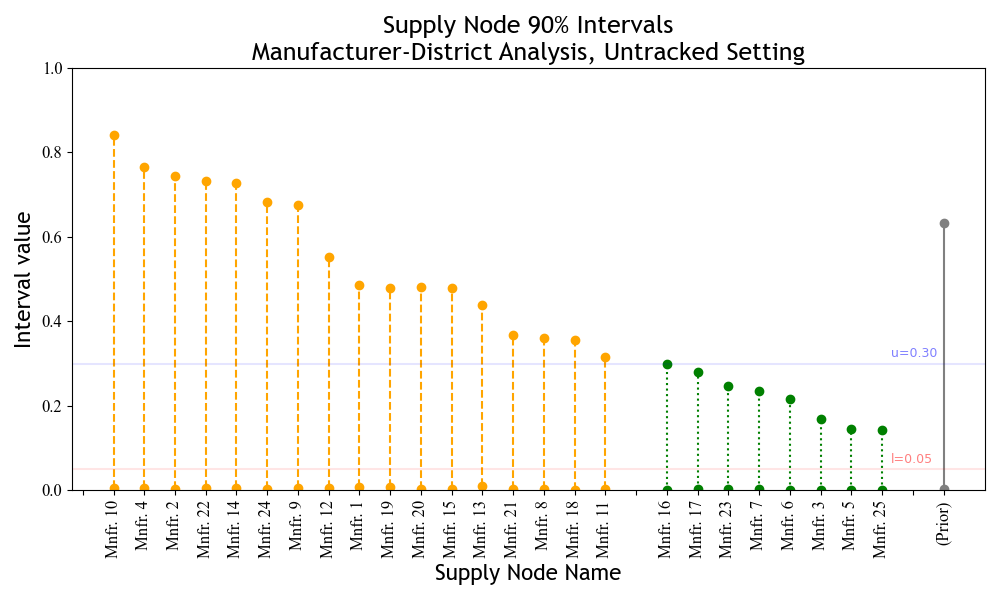 Supply Node 90% Intervals
Manufacturer-District Analysis, Untracked Setting
Interval value
1.0
0.8
0.6
0.4
0.2
0.0
u=0.30
l=0.05
Mnfr. 10
Mnfr. 4
Mnfr. 2
Mnfr. 22
Mnfr. 14
Mnfr. 24
Mnfr. 9
Mnfr. 12
Mnfr. 1
Mnfr. 19
Mnfr. 20
Mnfr. 15
Mnfr. 13
Mnfr. 21
Mnfr. 8
Mnfr. 18
Mnfr. 11
Mnfr. 16
Mnfr. 17
Mnfr. 23
Mnfr. 7
Mnfr. 6
Mnfr. 3
Mnfr. 5
Mnfr. 25
(Prior)
Supply Node Name